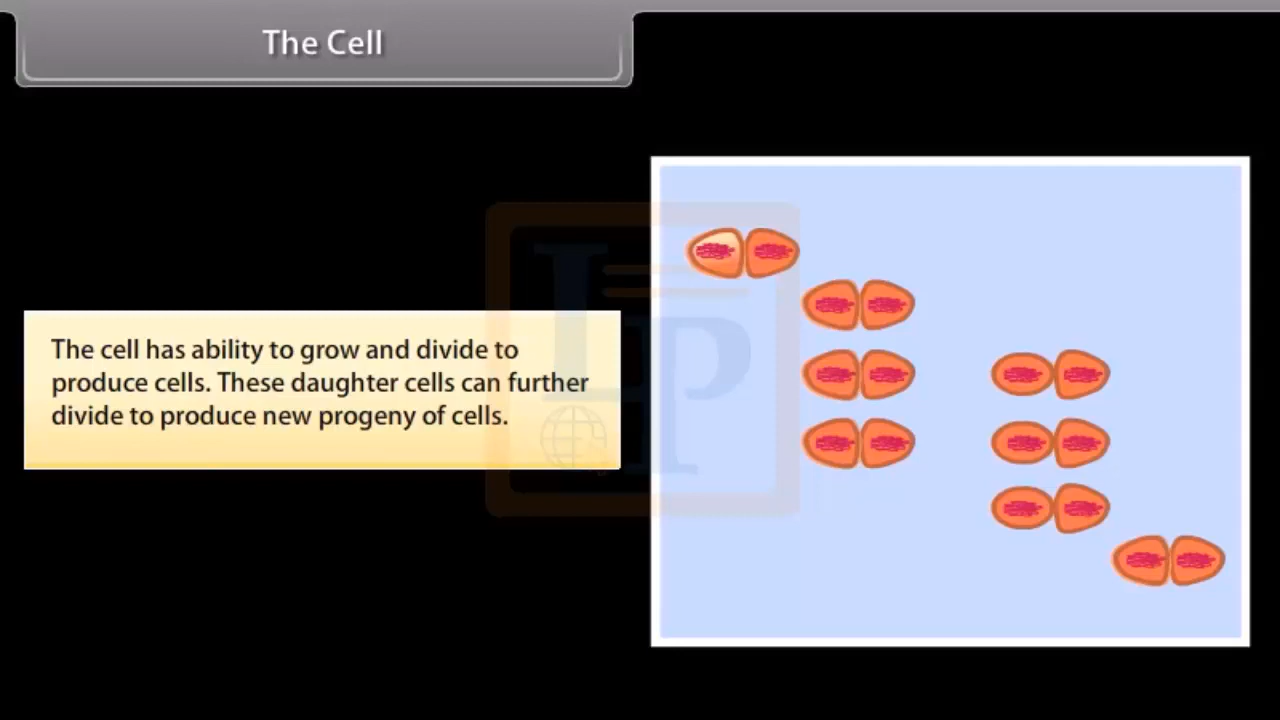 The Cell
The cell has ability to grow and divide to
produce cells. These daughter cells can further
divide to produce new progeny of cells.